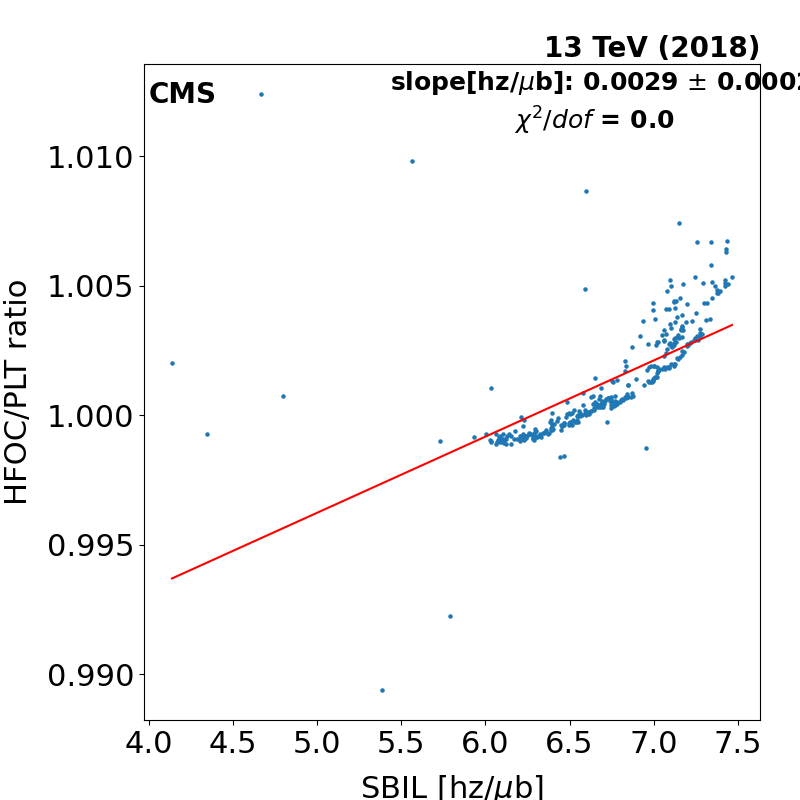 13 TeV (2018)
CMS
slope[hz/μb]: 0.0029 ± 0.0002
χ²/dof = 0.0
HFOC/PLT ratio
1.010
1.005
1.000
0.995
0.990
4.0 4.5 5.0 5.5 6.0 6.5 7.0 7.5
SBIL [hz/μb]